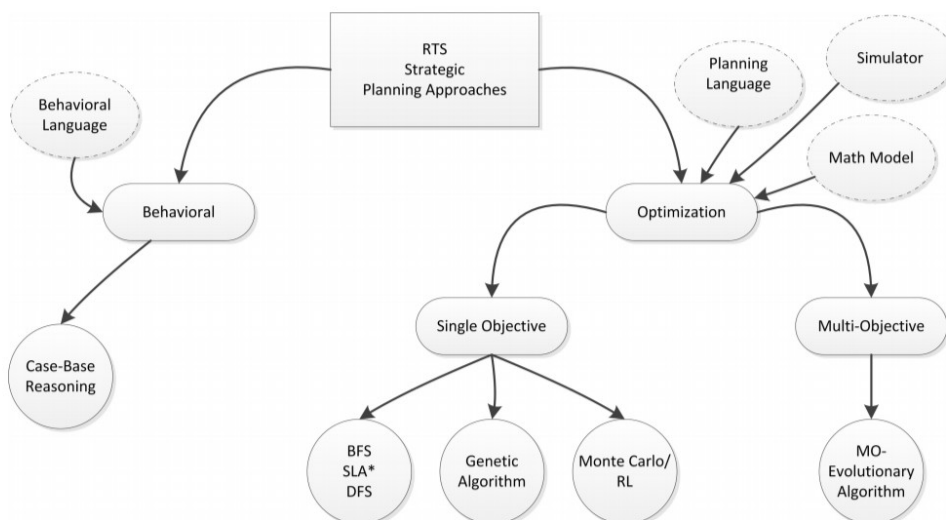 RTS
Strategic
Planning Approaches
Planning
Language
Simulator
Behavioral
Language
Math Model
Behavioral
Optimization
Single Objective
Multi-Objective
Case-Base
Reasoning
BFS
SLA*
DFS
Genetic
Algorithm
Monte Carlo/
RL
MO-
Evolutionary
Algorithm